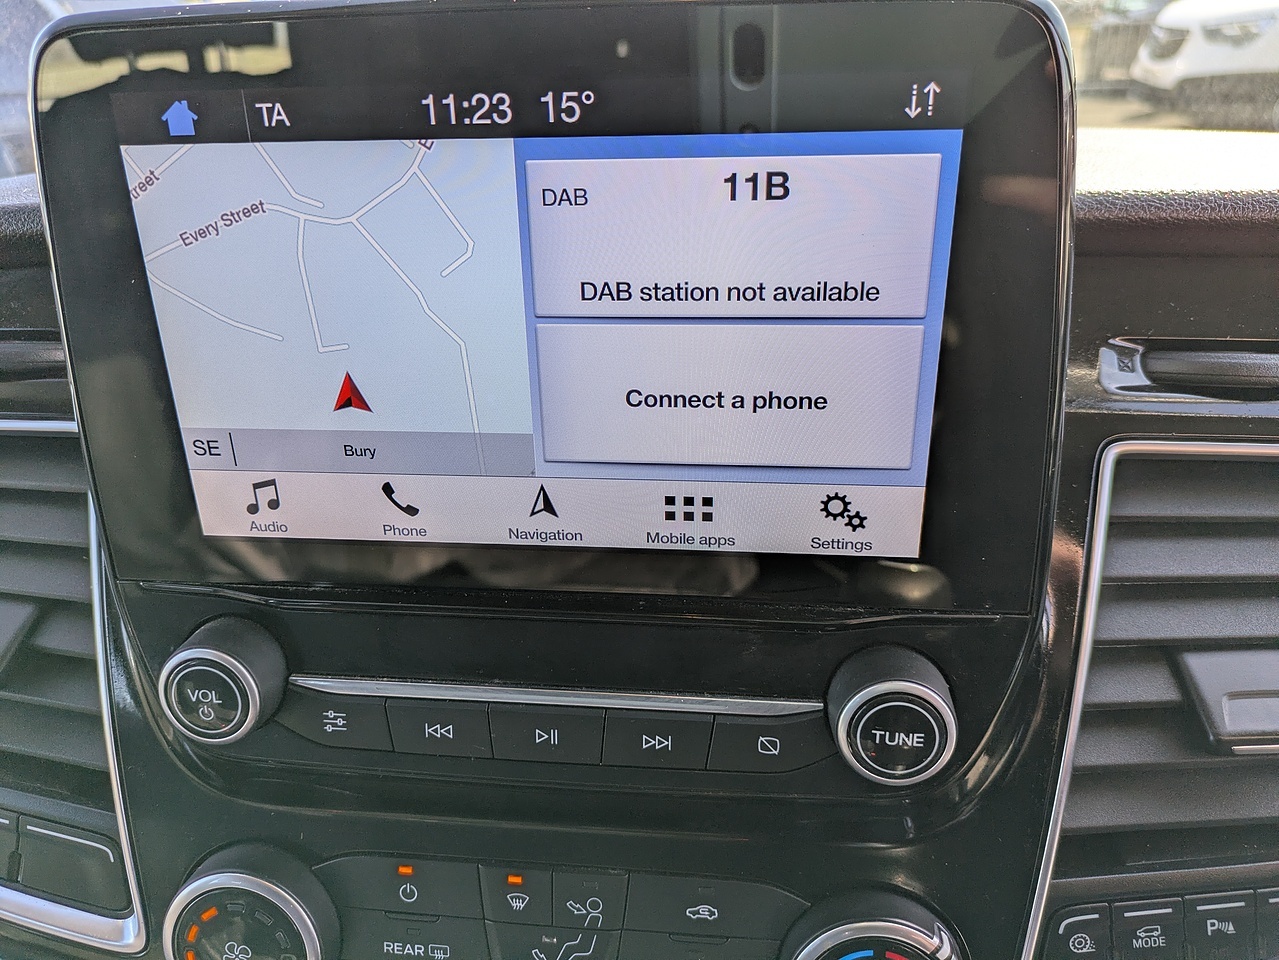 TA 11:23 15°
Every Street
DAB 11B
DAB station not available
Connect a phone
SE Bury
Audio Phone Navigation Mobile apps Settings
VOL
TUNE
REAR
MODE
P